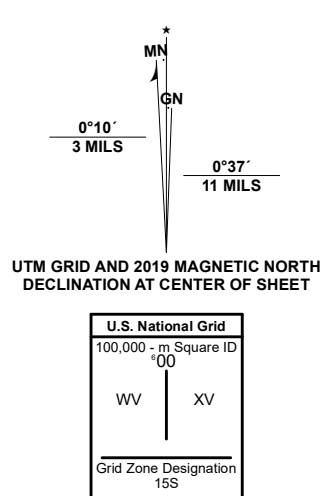 ★
MN
GN
0°10´
3 MILS
0°37´
11 MILS
UTM GRID AND 2019 MAGNETIC NORTH
DECLINATION AT CENTER OF SHEET
U.S. National Grid
100,000 - m Square ID
⁶00
WV XV
Grid Zone Designation
15S